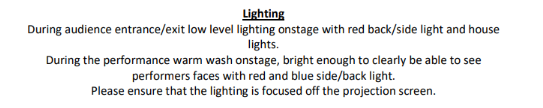 Lighting
During audience entrance/exit low level lighting onstage with red back/side light and house
lights.
During the performance warm wash onstage, bright enough to clearly be able to see
performers faces with red and blue side/back light.
Please ensure that the lighting is focused off the projection screen.